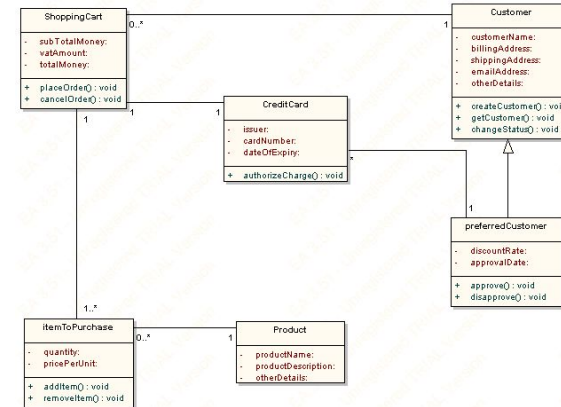 ShoppingCart
- subTotalMoney:
- vatAmount:
- totalMoney:
+ placeOrder() : void
+ cancelOrder() : void
0..*
1
Customer
- customerName:
- billingAddress:
- shippingAddress:
- emailAddress:
- otherDetails:
+ createCustomer() : voi
+ getCustomer() : void
+ changeStatus() : void
1
1
1
CreditCard
- issuer:
- cardNumber:
- dateOfExpiry:
+ authorizeCharge() : void
*
1
preferredCustomer
- discountRate:
- approvalDate:
+ approve() : void
+ disapprove() : void
1..*
itemToPurchase
- quantity:
- pricePerUnit:
+ addItem() : void
+ removeItem() : void
0..*
1
Product
- productName:
- productDescription:
- otherDetails: